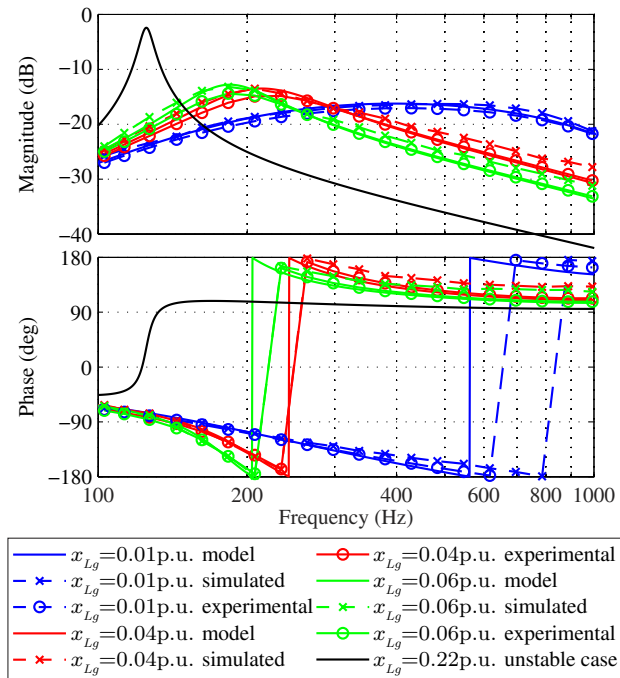 0
−10
−20
−30
−40
Magnitude (dB)
180
90
0
−90
−180
Phase (deg)
100 200 400 600 800 1000
Frequency (Hz)
x_Lg=0.01p.u. model
x_Lg=0.01p.u. simulated
x_Lg=0.01p.u. experimental
x_Lg=0.04p.u. model
x_Lg=0.04p.u. simulated
x_Lg=0.04p.u. experimental
x_Lg=0.06p.u. model
x_Lg=0.06p.u. simulated
x_Lg=0.06p.u. experimental
x_Lg=0.22p.u. unstable case